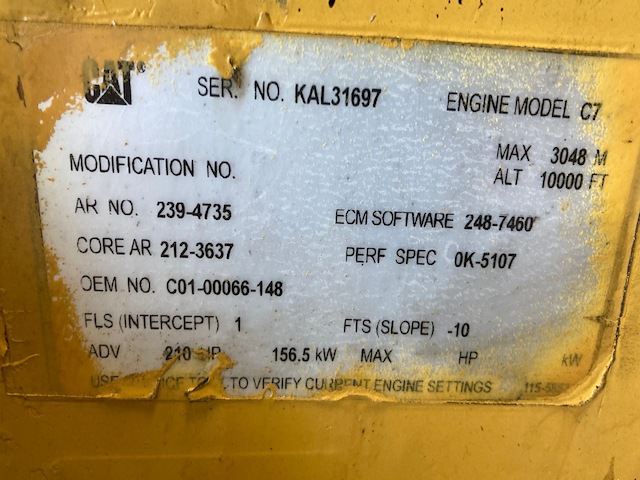 CAT SER. NO. KAL31697 ENGINE MODEL C7
MAX 3048 M
ALT 10000 FT
MODIFICATION NO.
AR NO. 239-4735 ECM SOFTWARE 248-7460
CORE AR 212-3637 PERF SPEC 0K-5107
OEM NO. C01-00066-148
FLS (INTERCEPT) 1 FTS (SLOPE) -10
ADV 210 HP 156.5 kW MAX HP kW
USE TO VERIFY CURRENT ENGINE SETTINGS